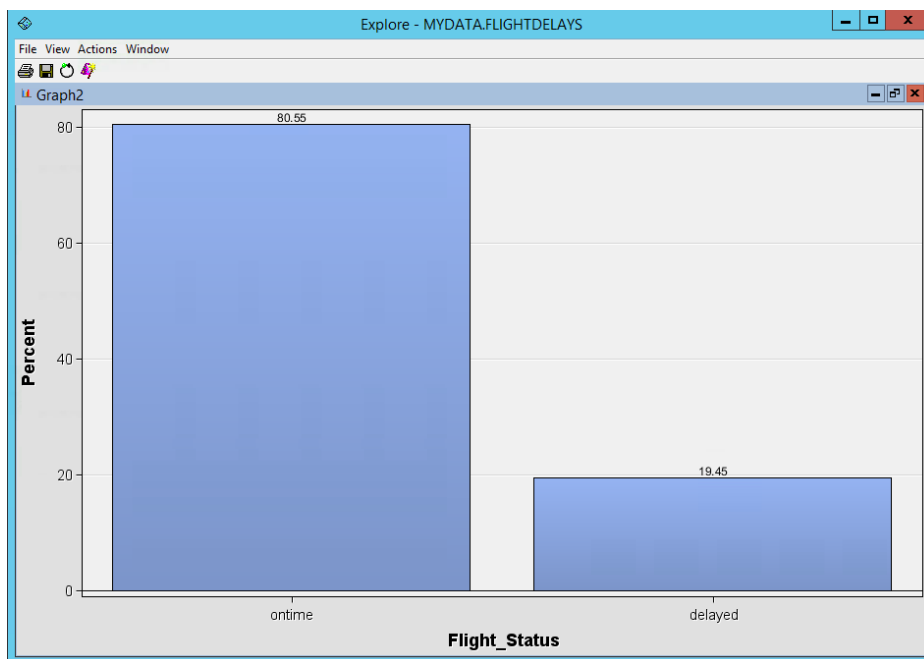 Explore - MYDATA.FLIGHTDELAYS
File View Actions Window
Graph2
80.55
80
60
Percent
40
20
19.45
0
ontime delayed
Flight_Status